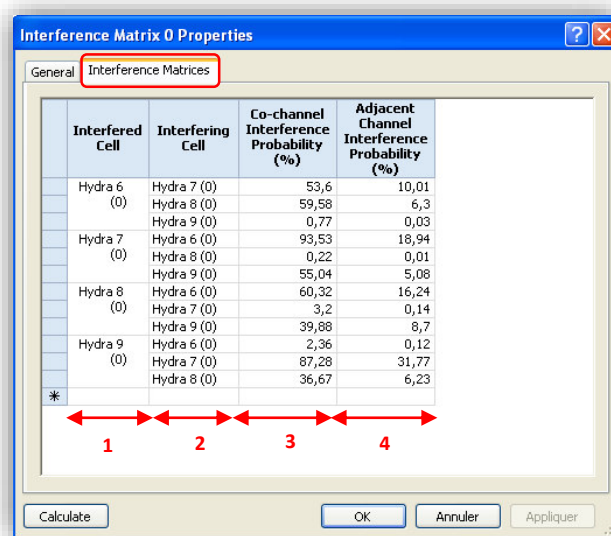 Interference Matrix 0 Properties
General Interference Matrices
Interfered Cell Interfering Cell Co-channel Interference Probability (%) Adjacent Channel Interference Probability (%)
Hydra 6 (0) Hydra 7 (0) 53,6 10,01
Hydra 8 (0) 59,58 6,3
Hydra 9 (0) 0,77 0,03
Hydra 7 (0) Hydra 6 (0) 93,53 18,94
Hydra 8 (0) 0,22 0,01
Hydra 9 (0) 55,04 5,08
Hydra 8 (0) Hydra 6 (0) 60,32 16,24
Hydra 7 (0) 3,2 0,14
Hydra 9 (0) 39,88 8,7
Hydra 9 (0) Hydra 6 (0) 2,36 0,12
Hydra 7 (0) 87,28 31,77
Hydra 8 (0) 36,67 6,23
*
1 2 3 4
Calculate OK Annuler Appliquer